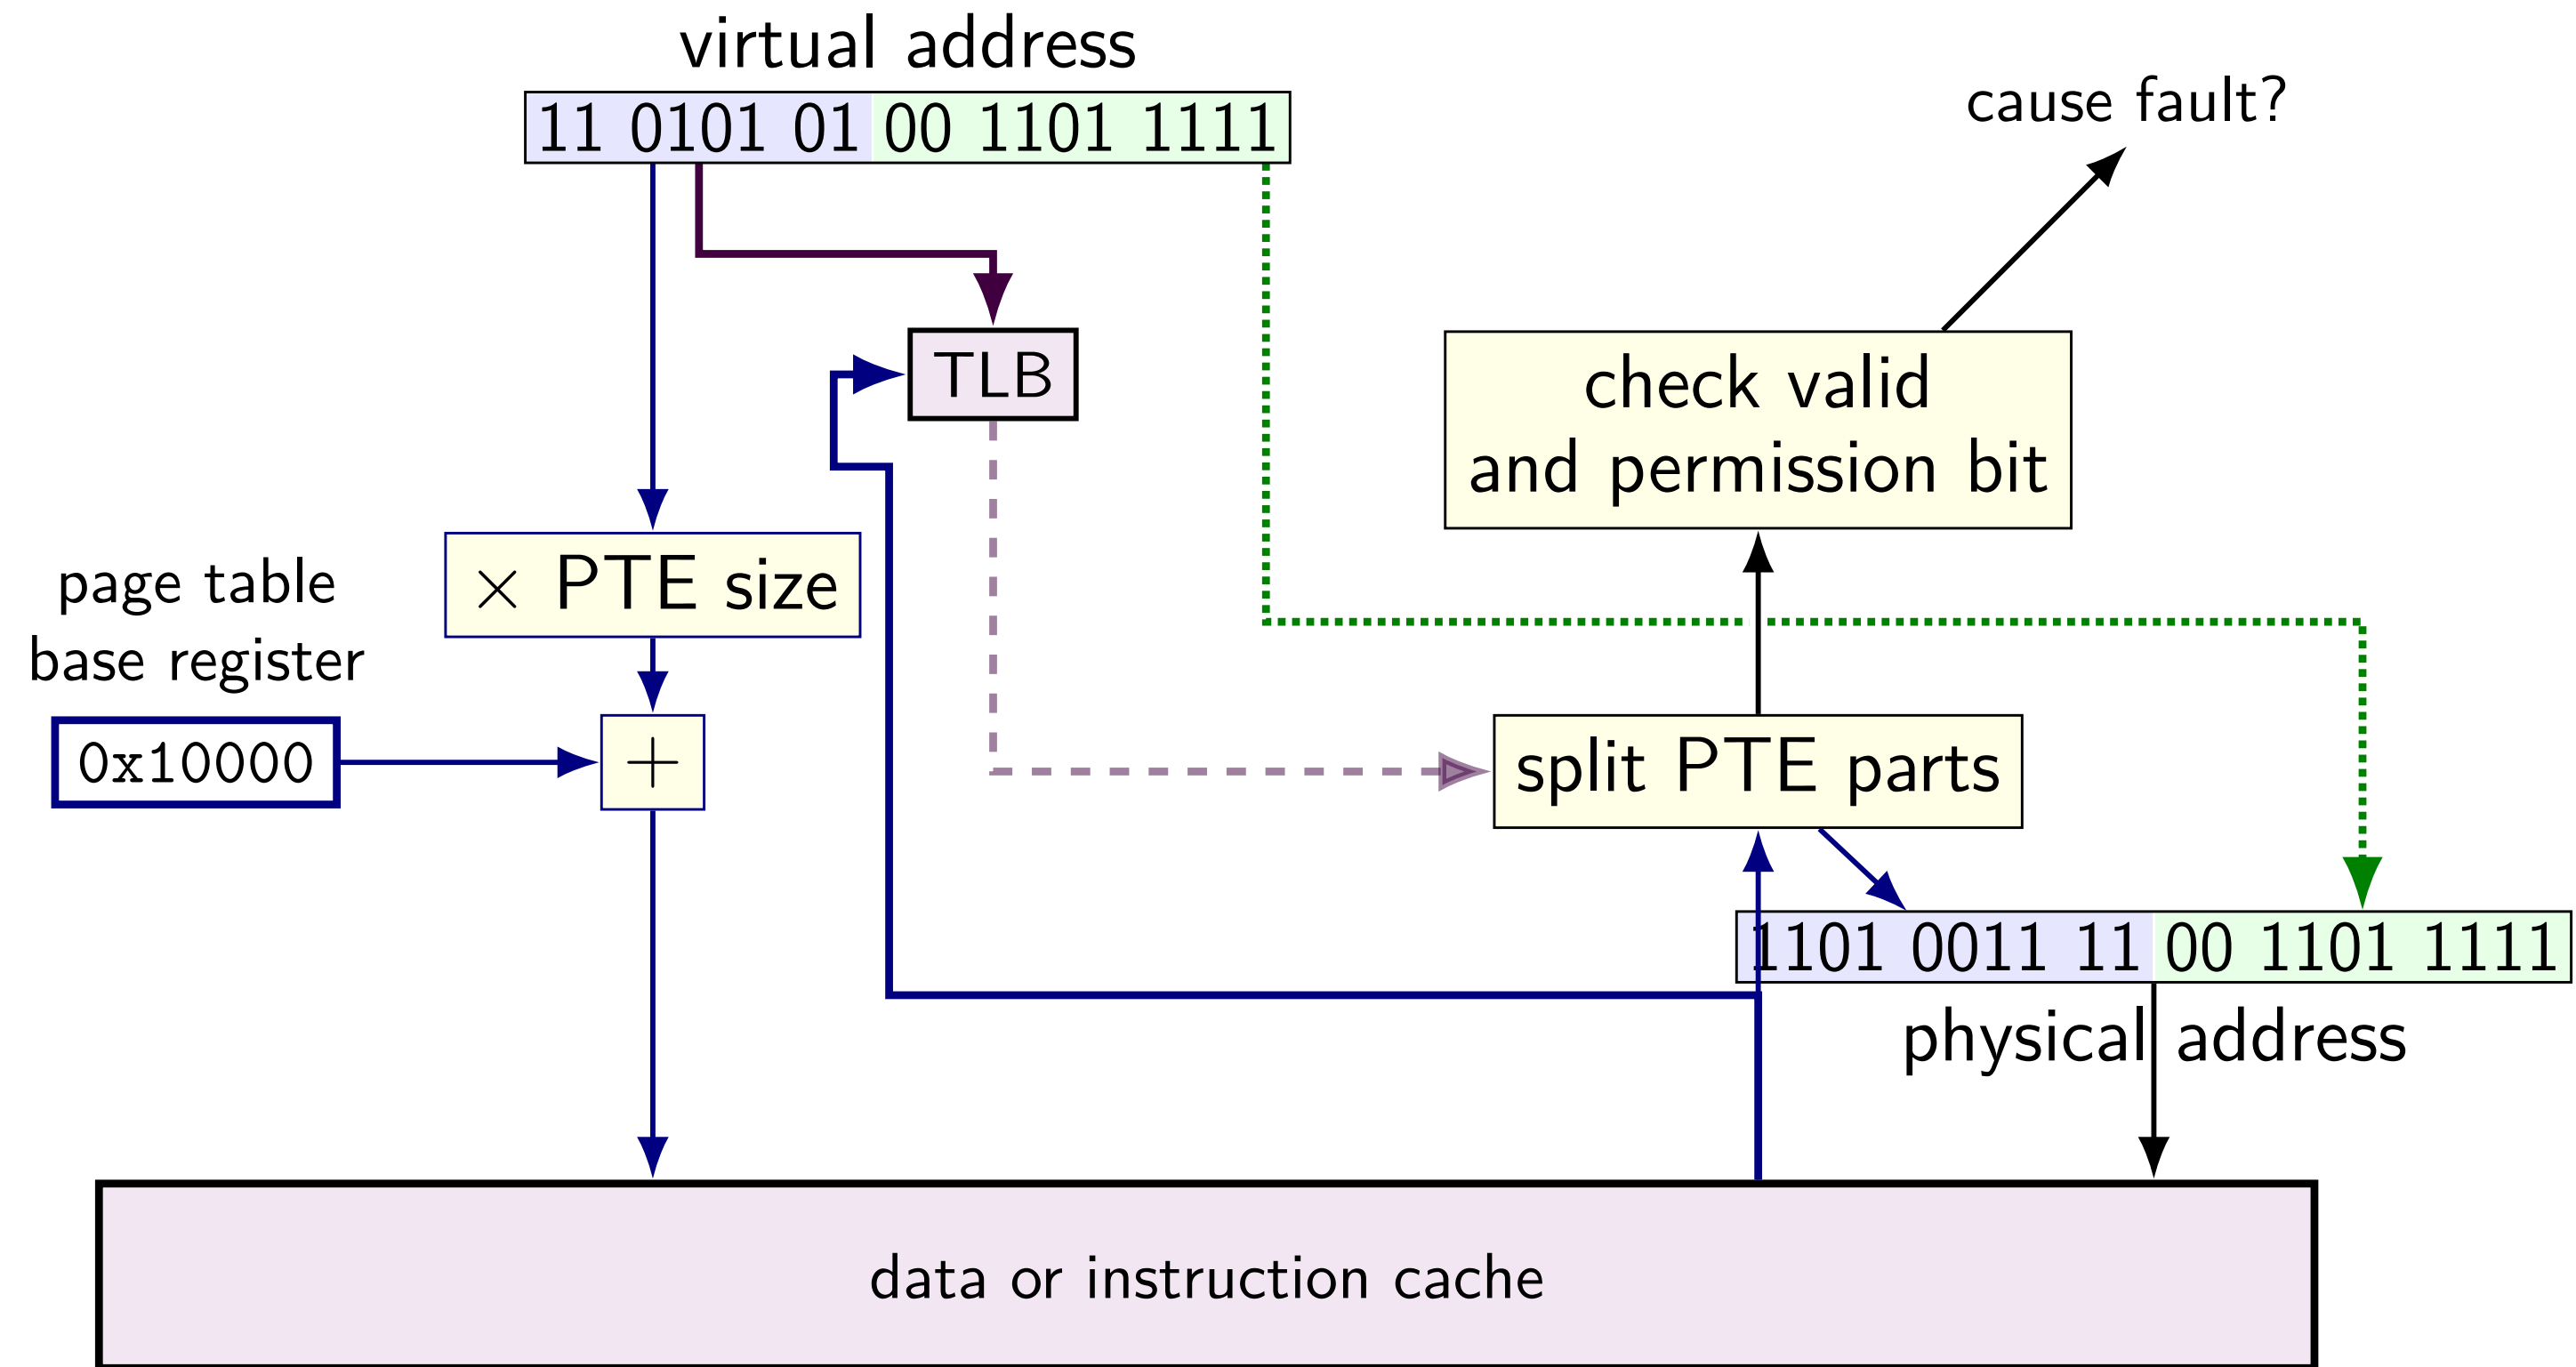 virtual address
11 0101 01 00 1101 1111
cause fault?
TLB
check valid
and permission bit
× PTE size
page table
base register
0x10000
+
split PTE parts
1101 0011 11 00 1101 1111
physical address
data or instruction cache